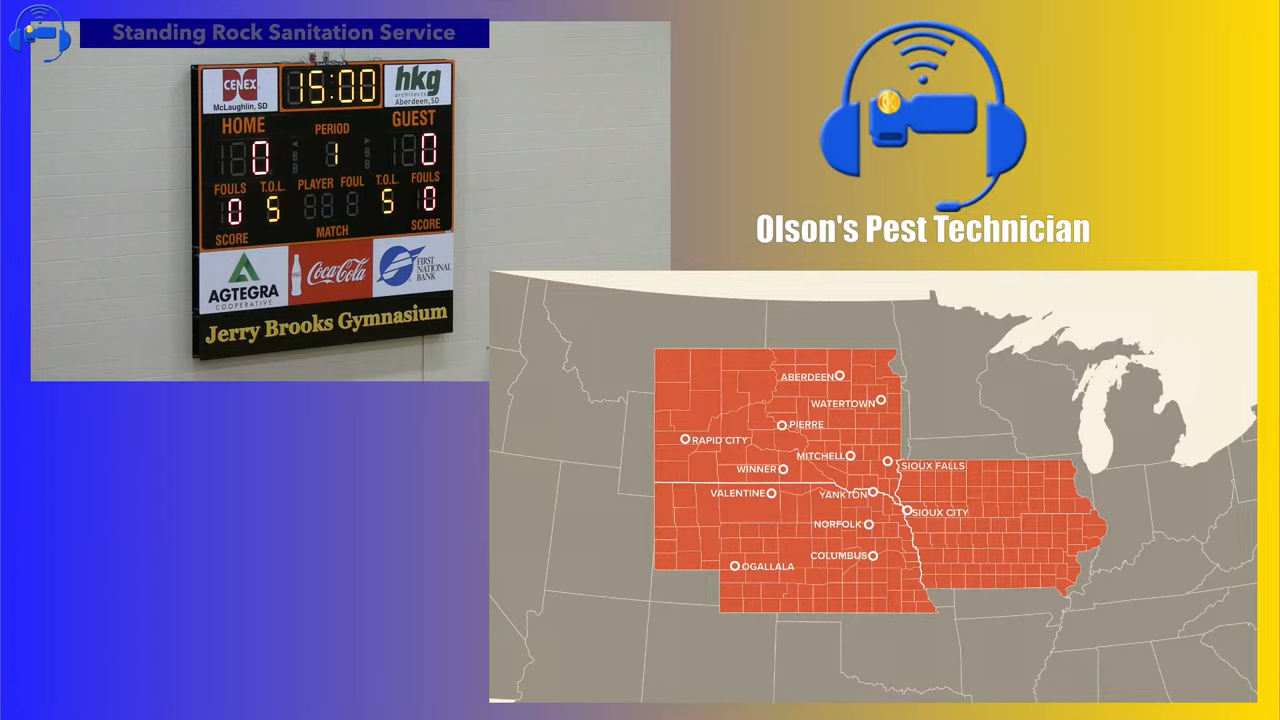 Standing Rock Sanitation Service
DAKTRONICS
CENEX
McLaughlin, SD
15:00
hkg
architects
Aberdeen, SD
HOME
PERIOD
GUEST
0
1
0
FOULS
T.O.L.
PLAYER
FOUL
T.O.L.
FOULS
0
5
5
0
SCORE
MATCH
SCORE
AGTEGRA
COOPERATIVE
Coca-Cola
FIRST
NATIONAL
BANK
Jerry Brooks Gymnasium
Olson's Pest Technician
ABERDEEN
WATERTOWN
PIERRE
RAPID CITY
MITCHELL
SIOUX FALLS
WINNER
VALENTINE
YANKTON
SIOUX CITY
NORFOLK
COLUMBUS
OGALLALA